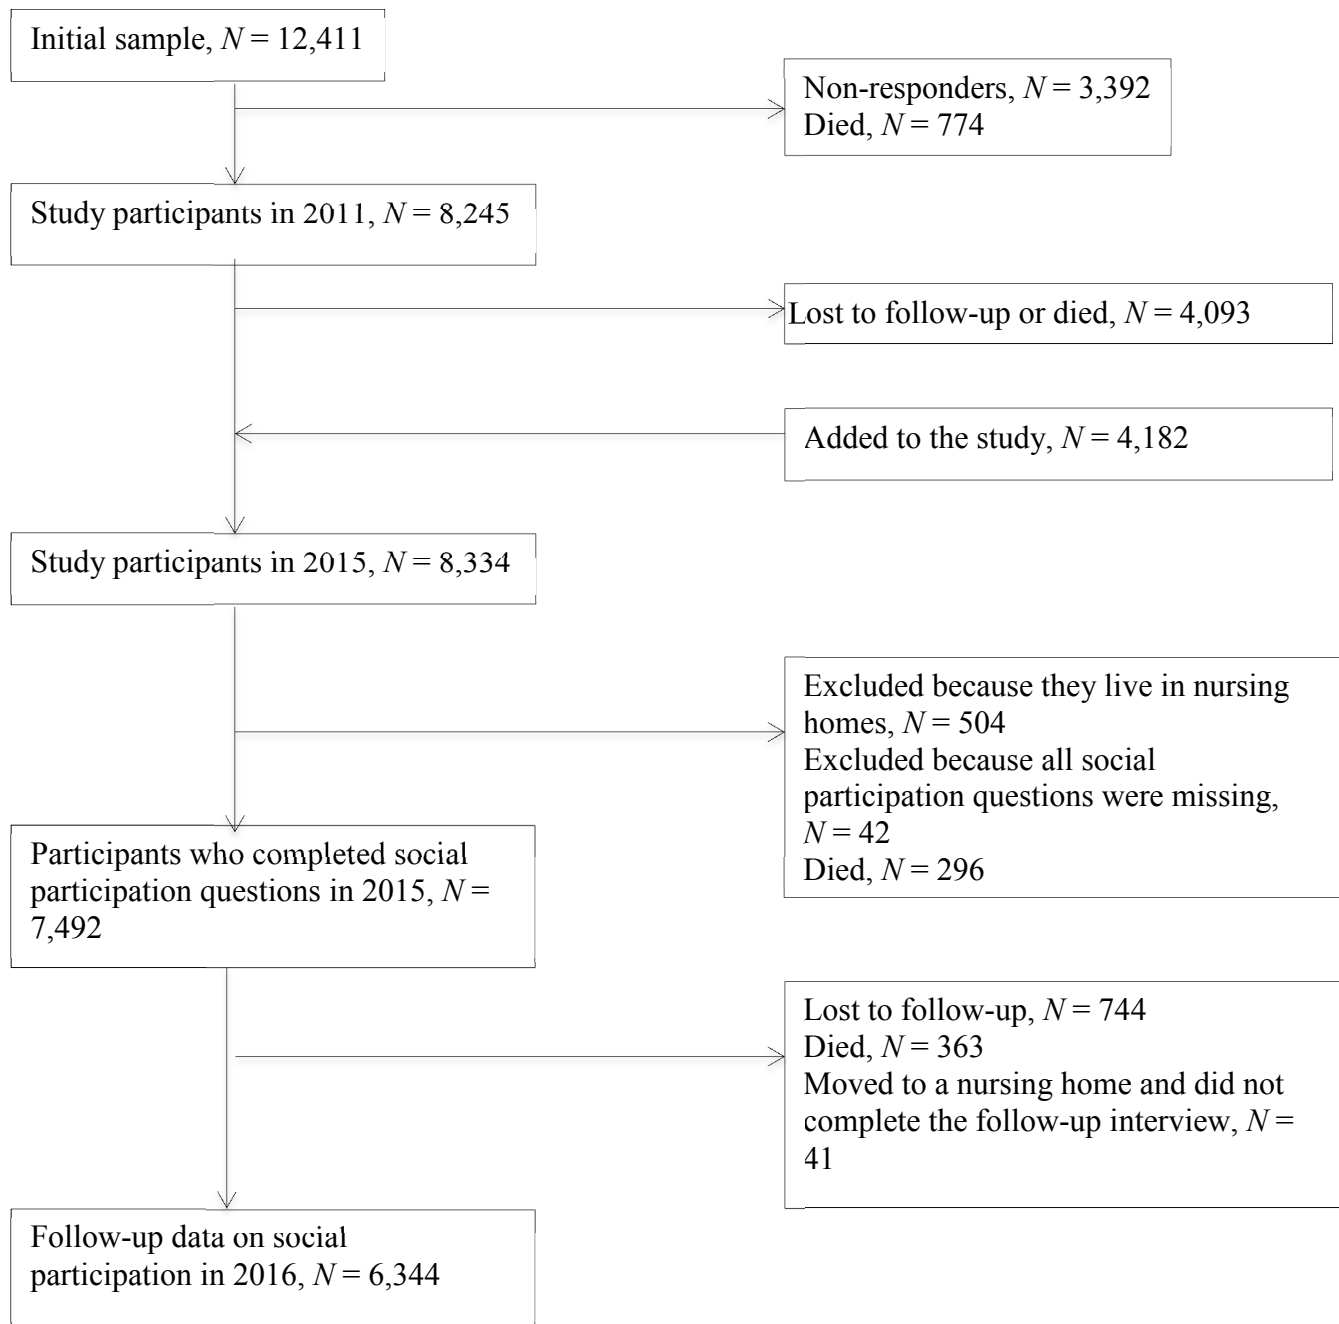 Initial sample, N = 12,411
Non-responders, N = 3,392
Died, N = 774
Study participants in 2011, N = 8,245
Lost to follow-up or died, N = 4,093
Added to the study, N = 4,182
Study participants in 2015, N = 8,334
Excluded because they live in nursing
homes, N = 504
Excluded because all social
participation questions were missing,
N = 42
Died, N = 296
Participants who completed social
participation questions in 2015, N =
7,492
Lost to follow-up, N = 744
Died, N = 363
Moved to a nursing home and did not
complete the follow-up interview, N =
41
Follow-up data on social
participation in 2016, N = 6,344